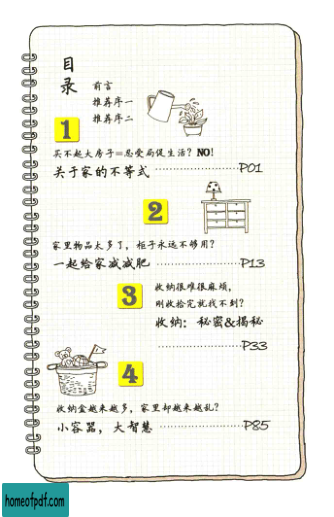 目
录
前言
推荐序一
推荐序二
1
买不起大房子=忍受局促生活？NO!
关于家的不等式 ………………… P01
2
家里物品太多了，柜子永远不够用？
一起给家减减肥 ………………… P13
3
收纳很难很麻烦，
刚收拾完就找不到？
收纳：秘密&揭秘
………………… P33
4
收纳盒越来越多，家里却越来越乱？
小容器，大智慧 ………………… P85
homeofpdf.com